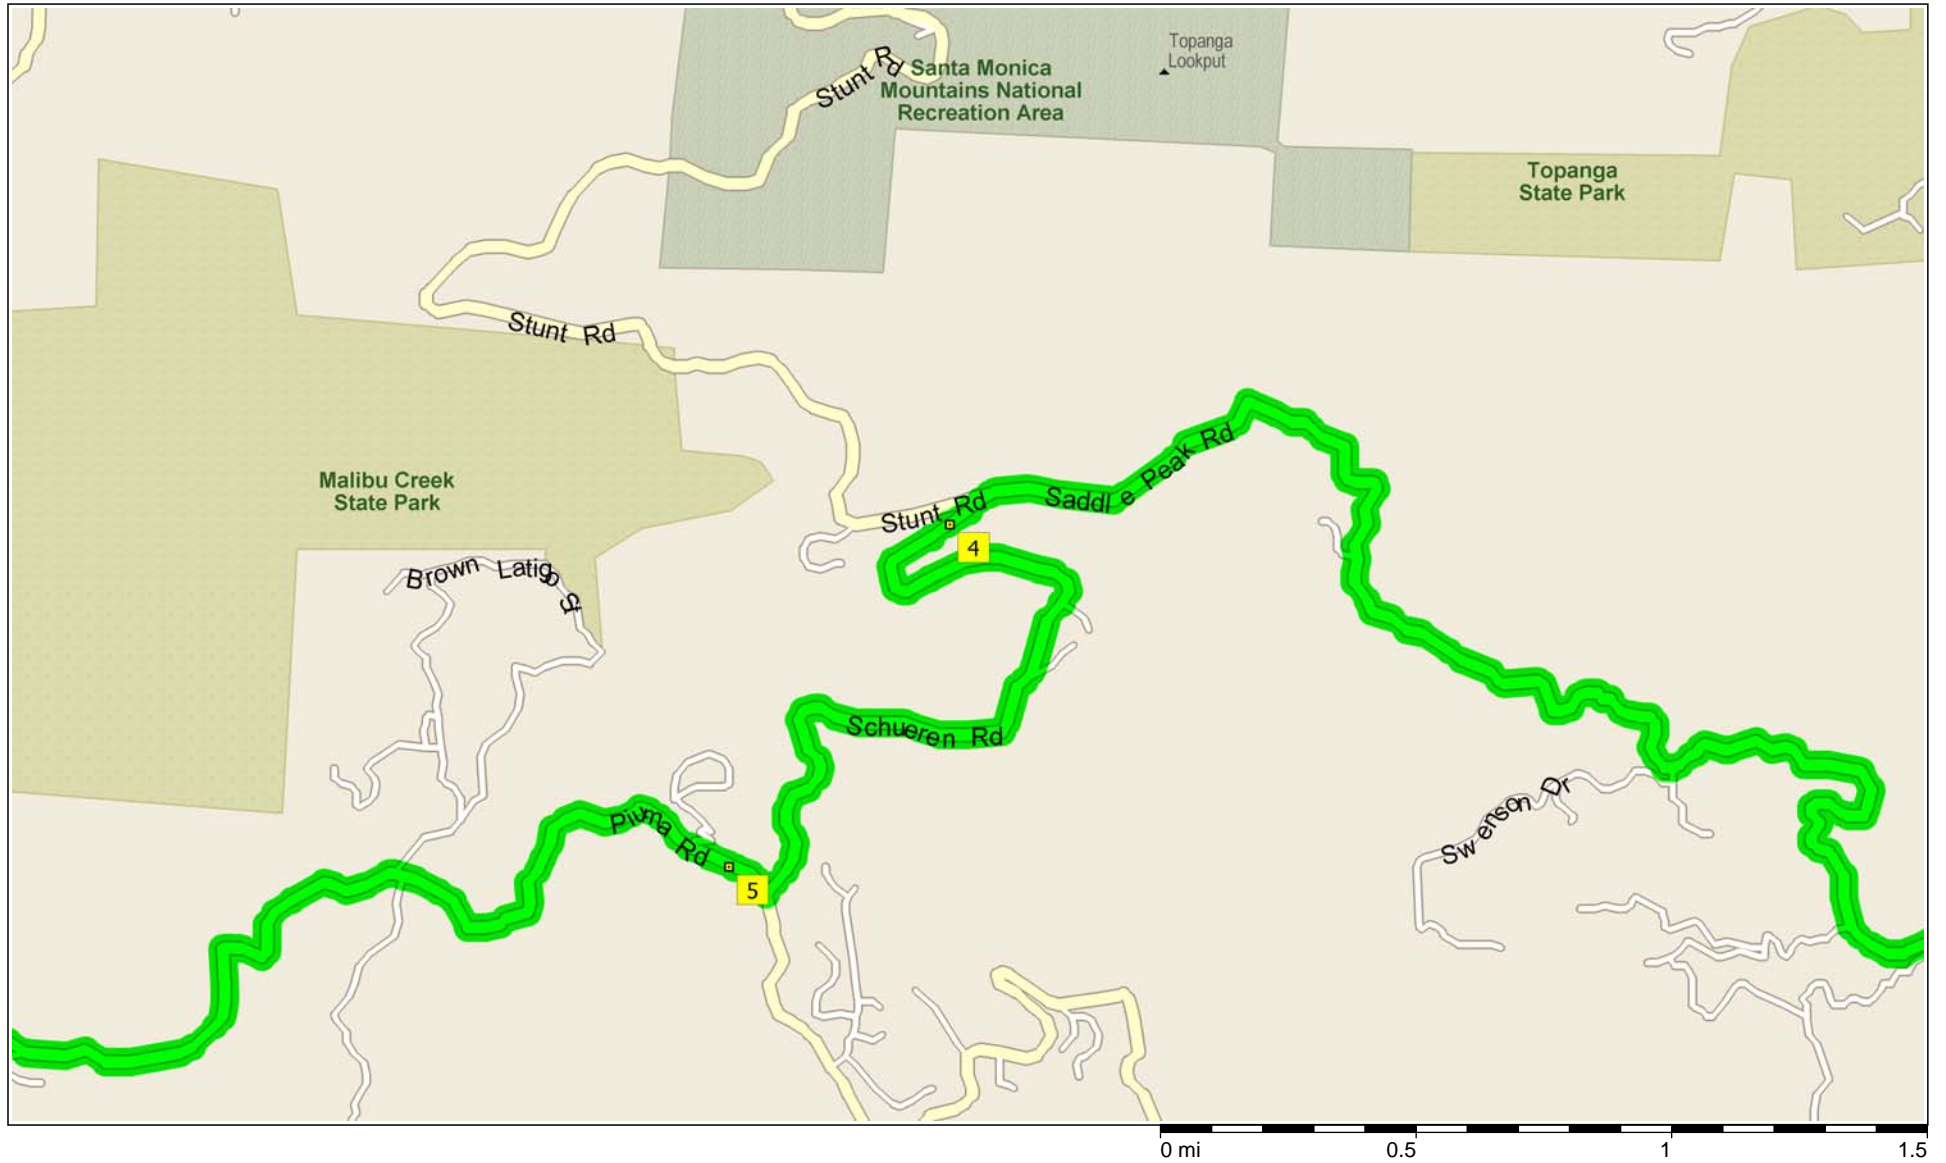 Topanga
Lookput
Stunt Rd
Santa Monica
Mountains National
Recreation Area
Topanga
State Park
Stunt Rd
Malibu Creek
State Park
Saddle Peak Rd
Stunt Rd
4
Brown Latigo St
Schueren Rd
Swenson Dr
Piuma Rd
5
0 mi 0.5 1 1.5